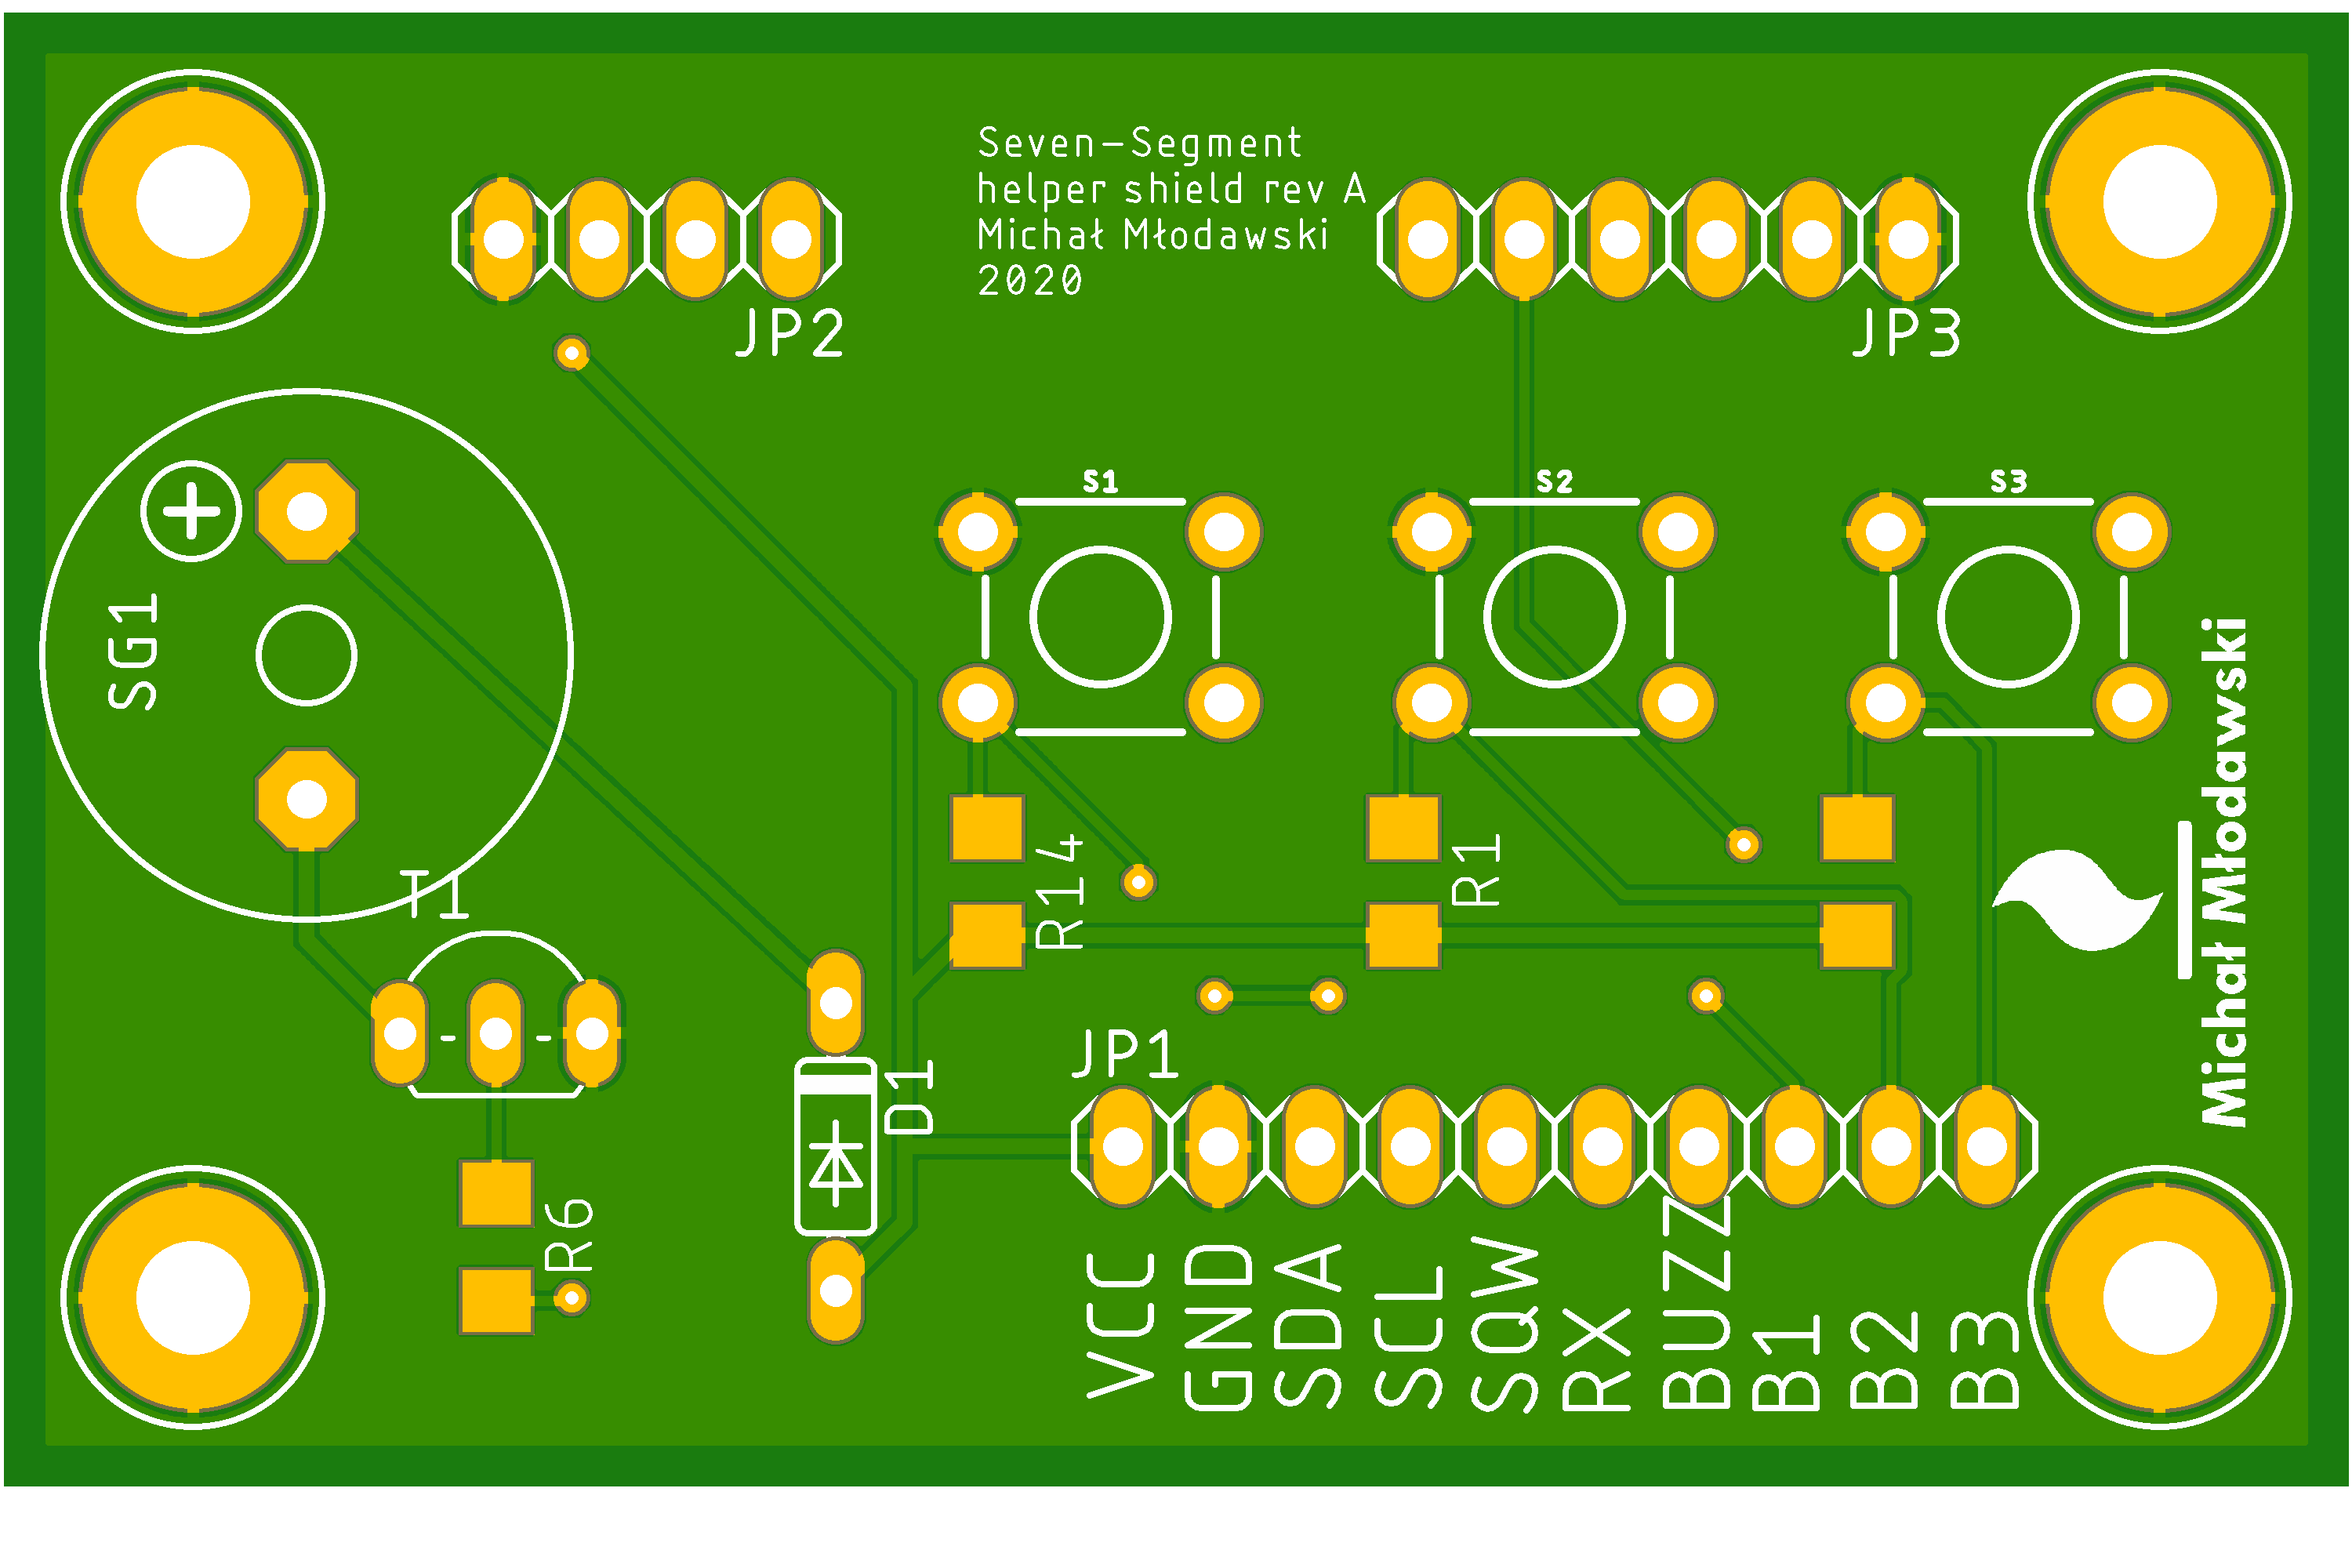 Seven-Segment
helper shield rev A
Michał Młodawski
2020
JP2
JP3
S1
S2
S3
+
SG1
T1
R14
R1
Michał Młodawski
JP1
D1
R6
VCC
GND
SDA
SCL
SQW
RX
BUZZ
B1
B2
B3